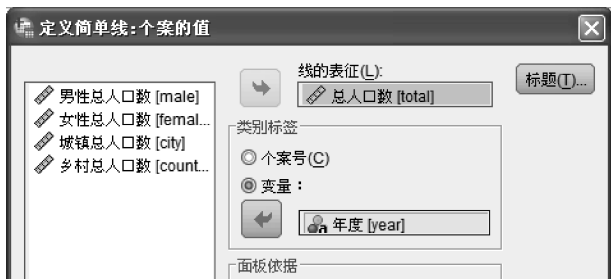 定义简单线:个案的值
线的表征(L):
总人口数 [total]
标题(T)...
男性总人口数 [male]
女性总人口数 [femal...
城镇总人口数 [city]
乡村总人口数 [count...
类别标签
个案号(C)
变量：
年度 [year]
面板依据